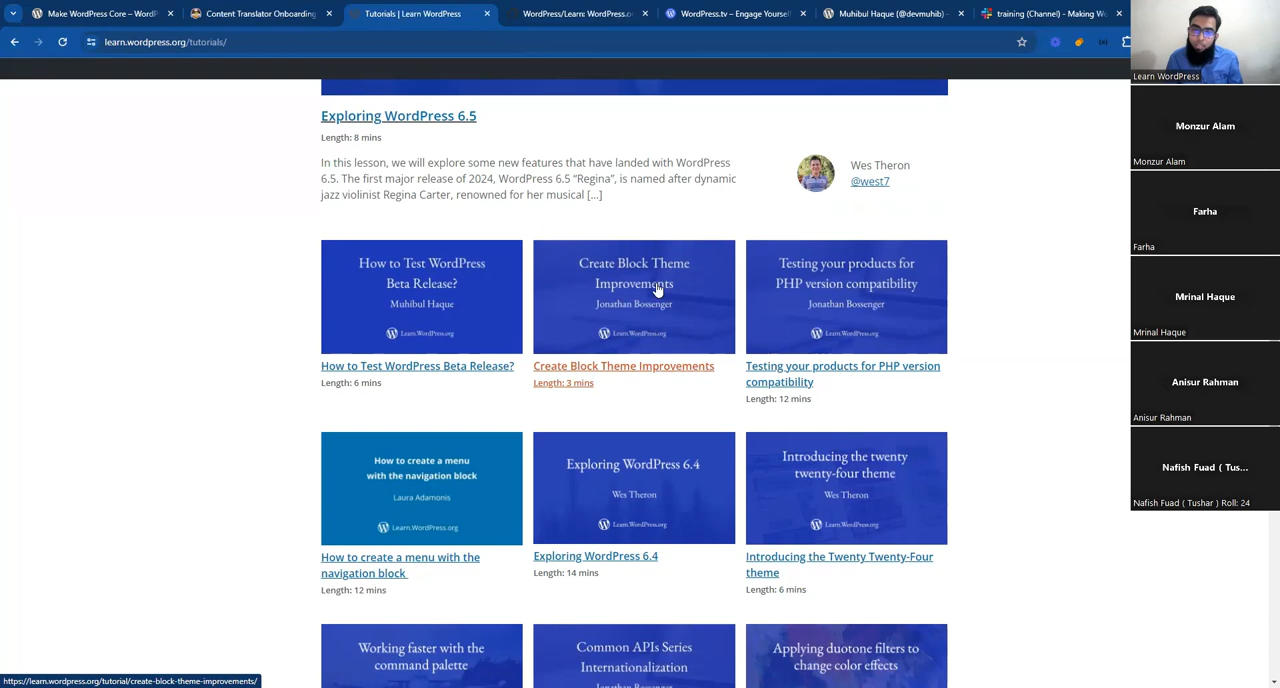 Make WordPress Core – WordP
Content Translator Onboarding
Tutorials | Learn WordPress
WordPress/Learn: WordPress.o
WordPress.tv – Engage Yourself
Muhibul Haque (@devmuhib) –
training (Channel) - Making W
learn.wordpress.org/tutorials/
Exploring WordPress 6.5
Length: 8 mins
In this lesson, we will explore some new features that have landed with WordPress
6.5. The first major release of 2024, WordPress 6.5 “Regina”, is named after dynamic
jazz violinist Regina Carter, renowned for her musical […]
Wes Theron
@west7
How to Test WordPress
Beta Release?
Muhibul Haque
Learn.WordPress.org
How to Test WordPress Beta Release?
Length: 6 mins
Create Block Theme
Improvements
Jonathan Bossenger
Learn.WordPress.org
Create Block Theme Improvements
Length: 3 mins
Testing your products for
PHP version compatibility
Jonathan Bossenger
Learn.WordPress.org
Testing your products for PHP version
compatibility
Length: 12 mins
How to create a menu
with the navigation block
Laura Adamonis
Learn.WordPress.org
How to create a menu with the
navigation block
Length: 12 mins
Exploring WordPress 6.4
Wes Theron
Learn.WordPress.org
Exploring WordPress 6.4
Length: 14 mins
Introducing the twenty
twenty-four theme
Wes Theron
Learn.WordPress.org
Introducing the Twenty Twenty-Four
theme
Length: 6 mins
Working faster with the
command palette
Common APIs Series
Internationalization
Jonathan Bossenger
Applying duotone filters to
change color effects
https://learn.wordpress.org/tutorial/create-block-theme-improvements/
Learn WordPress
Monzur Alam
Monzur Alam
Farha
Farha
Mrinal Haque
Mrinal Haque
Anisur Rahman
Anisur Rahman
Nafish Fuad ( Tus...
Nafish Fuad ( Tushar ) Roll: 24